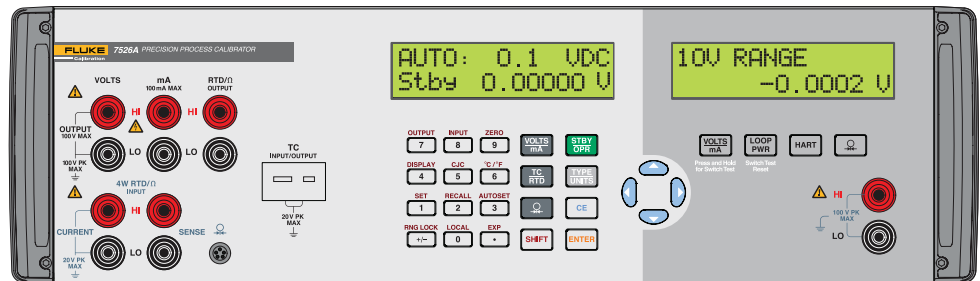 FLUKE 7526A PRECISION PROCESS CALIBRATOR
Calibration
VOLTS mA RTD/Ω
100 mA MAX OUTPUT
HI HI
OUTPUT
100 V MAX
LO LO
100 V PK
MAX
4W RTD/Ω
INPUT
HI
CURRENT SENSE
LO
20 V PK
MAX
TC
INPUT/OUTPUT
20 V PK
MAX
AUTO: 0.1 VDC
Stby 0.00000 V
OUTPUT INPUT ZERO
7 8 9 VOLTS mA STBY OPR
DISPLAY CJC °C/°F
4 5 6 TC RTD TYPE UNITS
SET RECALL AUTOSET
1 2 3 CE
RNG LOCK LOCAL EXP
+/− 0 • SHIFT ENTER
10V RANGE
-0.0002 V
VOLTS mA LOOP PWR HART
Press and Hold
for Switch Test
Switch Test
Reset
HI
100 V PK
MAX
LO